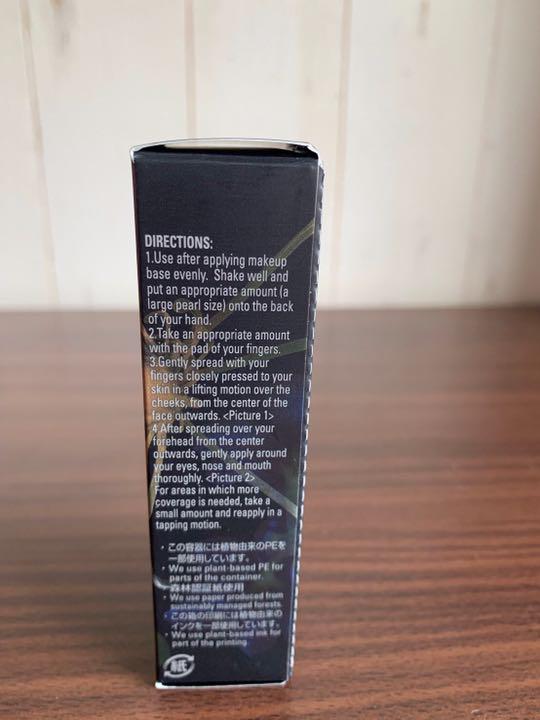 DIRECTIONS:
1.Use after applying makeup
base evenly. Shake well and
put an appropriate amount (a
large pearl size) onto the back
of your hand.
2.Take an appropriate amount
with the pad of your fingers.
3.Gently spread with your
fingers closely pressed to your
skin in a lifting motion over the
cheeks, from the center of the
face outwards. <Picture 1>
4.After spreading over your
forehead from the center
outwards, gently apply around
your eyes, nose and mouth
thoroughly. <Picture 2>
For areas in which more
coverage is needed, take a
small amount and reapply in a
tapping motion.
・この容器には植物由来のPEを
一部使用しています。
・We use plant-based PE for
parts of the container.
・森林認証紙使用
・We use paper produced from
sustainably managed forests.
・この箱の印刷には植物由来の
インクを一部使用しています。
・We use plant-based ink for
part of the printing.
紙